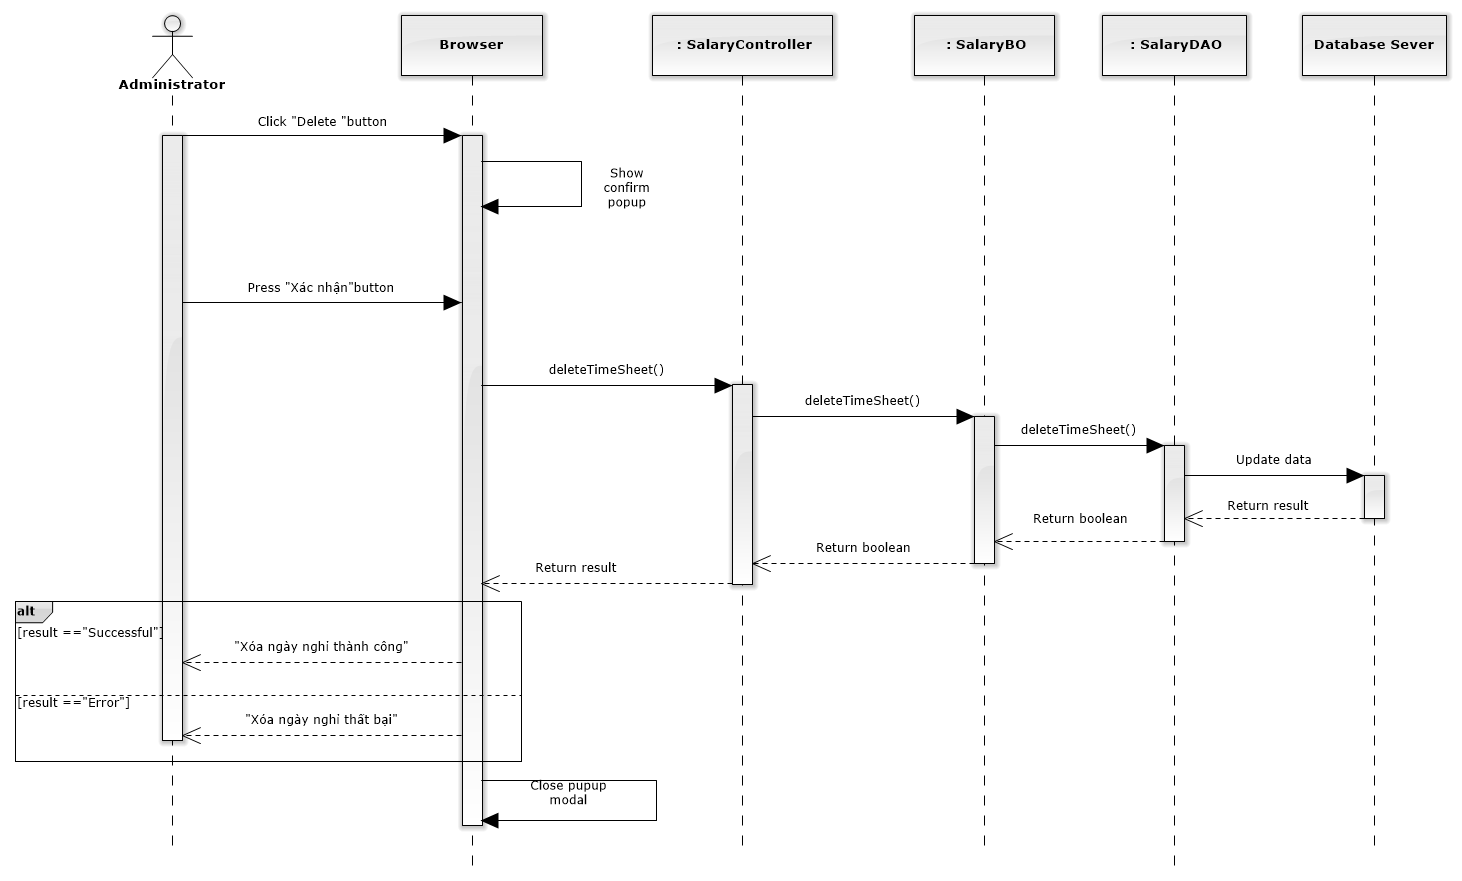 Administrator
Browser
: SalaryController
: SalaryBO
: SalaryDAO
Database Sever
Click "Delete "button
Show
confirm
popup
Press "Xác nhận"button
deleteTimeSheet()
deleteTimeSheet()
deleteTimeSheet()
Update data
Return result
Return boolean
Return boolean
Return result
alt
[result =="Successful"]
"Xóa ngày nghỉ thành công"
[result =="Error"]
"Xóa ngày nghỉ thất bại"
Close pupup
modal